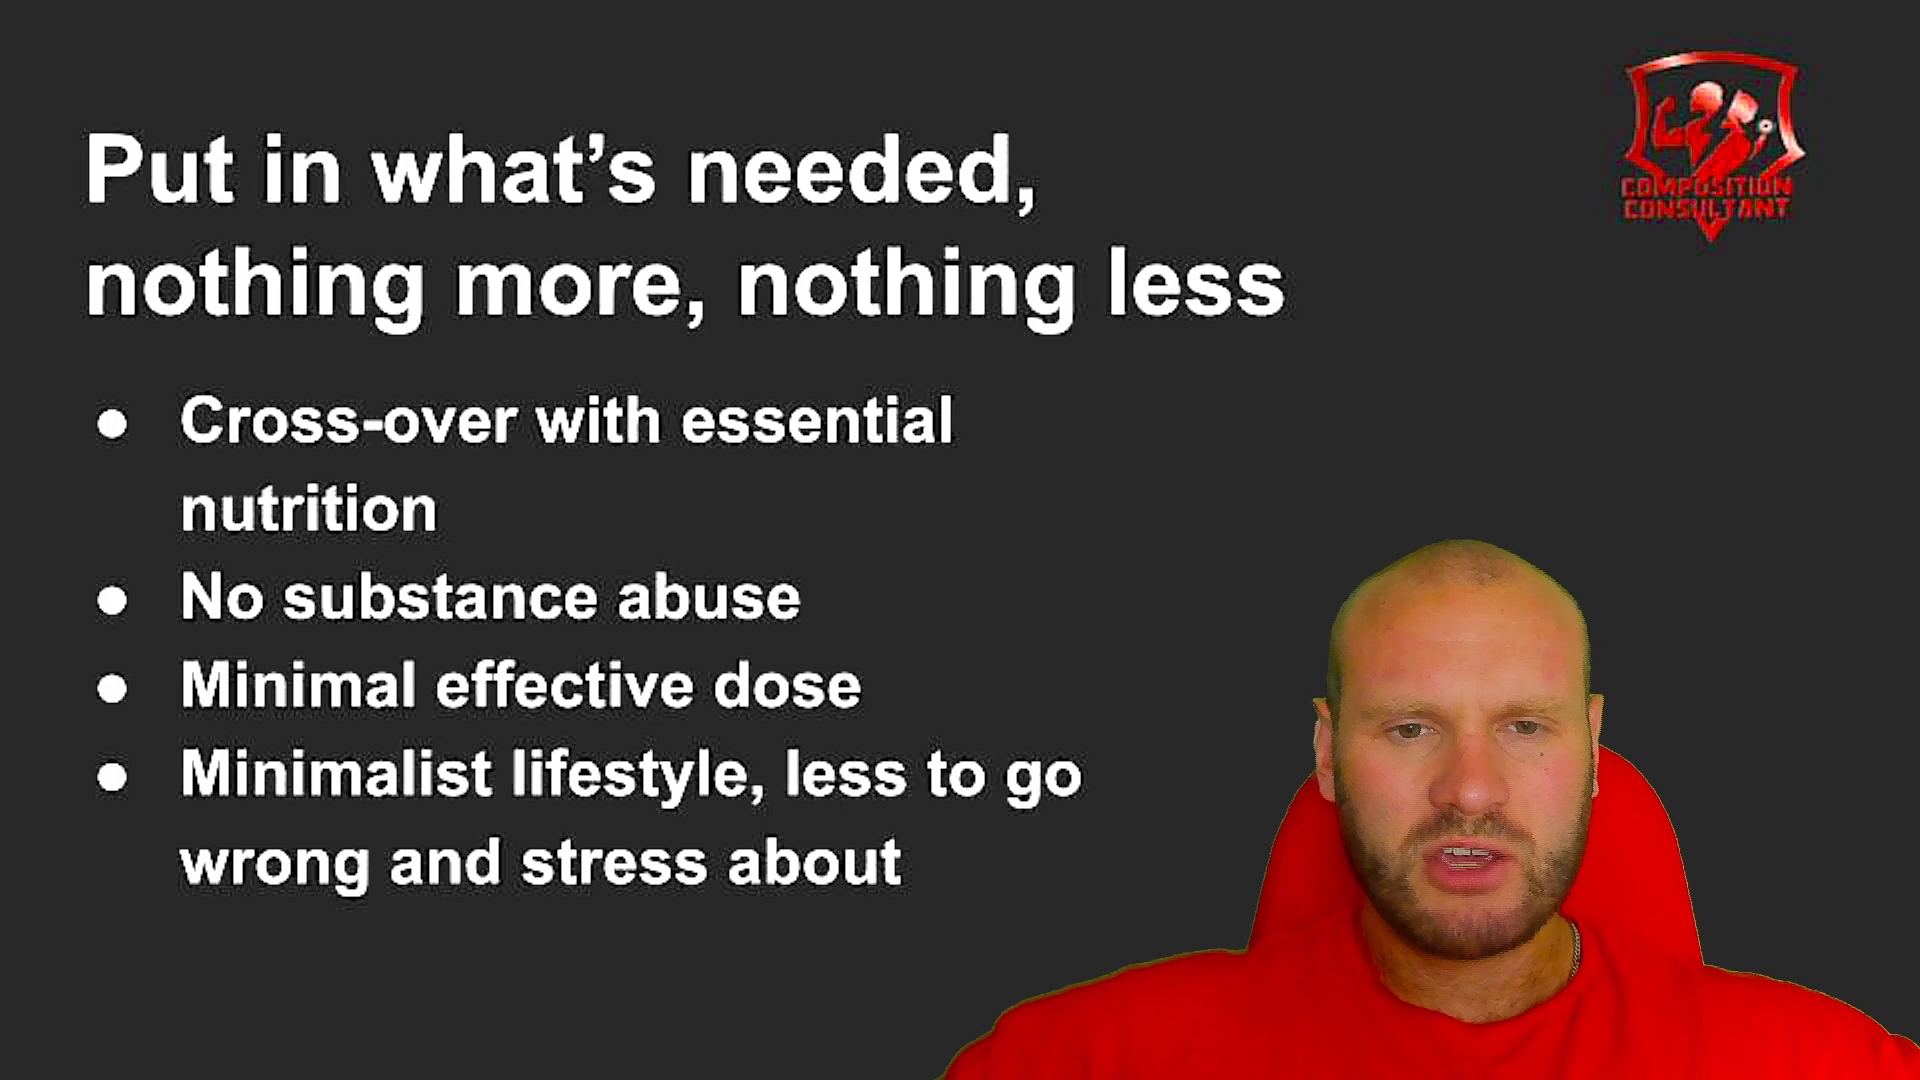 COMPOSITION
CONSULTANT
Put in what’s needed,
nothing more, nothing less
● Cross-over with essential
nutrition
● No substance abuse
● Minimal effective dose
● Minimalist lifestyle, less to go
wrong and stress about